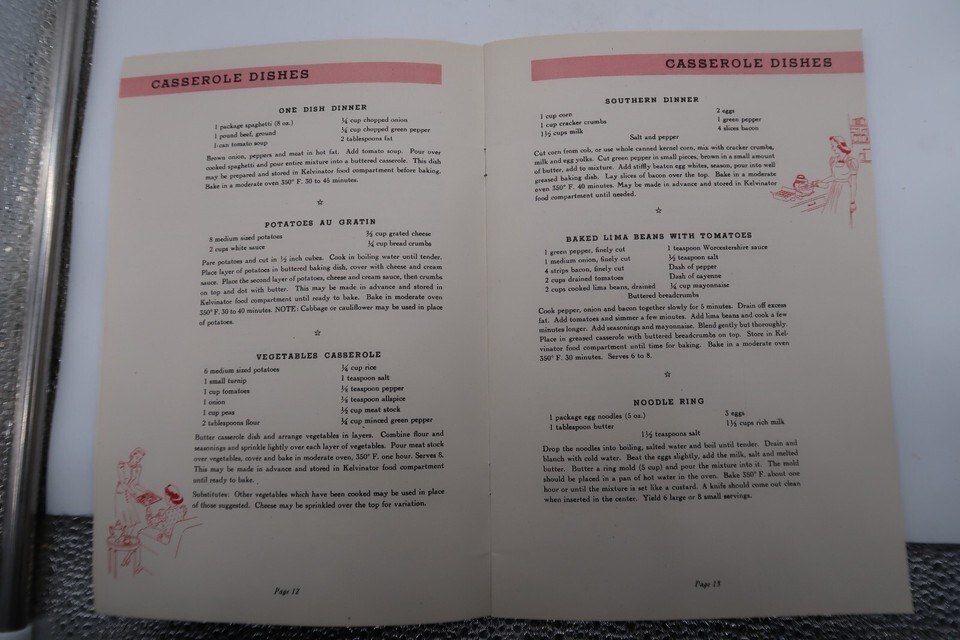 CASSEROLE DISHES
ONE DISH DINNER
1 package spaghetti (8 oz.)
1 pound beef, ground
1-can tomato soup
¼ cup chopped onion
¼ cup chopped green pepper
2 tablespoons fat
Brown onion, peppers and meat in hot fat. Add tomato soup. Pour over
cooked spaghetti and pour entire mixture into a buttered casserole. This dish
may be prepared and stored in Kelvinator food compartment before baking.
Bake in a moderate oven 350° F. 30 to 45 minutes.
☆
POTATOES AU GRATIN
8 medium sized potatoes
2 cups white sauce
⅔ cup grated cheese
¼ cup bread crumbs
Pare potatoes and cut in ½ inch cubes. Cook in boiling water until tender.
Place layer of potatoes in buttered baking dish, cover with cheese and cream
sauce. Place the second layer of potatoes, cheese and cream sauce, then crumbs
on top and dot with butter. This may be made in advance and stored in
Kelvinator food compartment until ready to bake. Bake in moderate oven
350° F. 30 to 40 minutes. NOTE: Cabbage or cauliflower may be used in place
of potatoes.
☆
VEGETABLES CASSEROLE
6 medium sized potatoes
1 small turnip
1 cup tomatoes
1 onion
1 cup peas
2 tablespoons flour
¼ cup rice
1 teaspoon salt
½ teaspoon pepper
½ teaspoon allspice
½ cup meat stock
¼ cup minced green pepper
Butter casserole dish and arrange vegetables in layers. Combine flour and
seasonings and sprinkle lightly over each layer of vegetables. Pour meat stock
over vegetables, cover and bake in moderate oven, 350° F. one hour. Serves 8.
This may be made in advance and stored in Kelvinator food compartment
until ready to bake.
Substitutes: Other vegetables which have been cooked may be used in place
of those suggested. Cheese may be sprinkled over the top for variation.
Page 12
CASSEROLE DISHES
SOUTHERN DINNER
1 cup corn
1 cup cracker crumbs
1½ cups milk
2 eggs
1 green pepper
4 slices bacon
Salt and pepper
Cut corn from cob, or use whole canned kernel corn, mix with cracker crumbs,
milk and egg yolks. Cut green pepper in small pieces, brown in a small amount
of butter, add to mixture. Add stiffly beaten egg whites, season, pour into well
greased baking dish. Lay slices of bacon over the top. Bake in a moderate
oven 350° F. 40 minutes. May be made in advance and stored in Kelvinator
food compartment until needed.
☆
BAKED LIMA BEANS WITH TOMATOES
1 green pepper, finely cut
1 medium onion, finely cut
4 strips bacon, finely cut
2 cups drained tomatoes
2 cups cooked lima beans, drained
1 teaspoon Worcestershire sauce
½ teaspoon salt
Dash of pepper
Dash of cayenne
¼ cup mayonnaise
Buttered breadcrumbs
Cook pepper, onion and bacon together slowly for 5 minutes. Drain off excess
fat. Add tomatoes and simmer a few minutes. Add lima beans and cook a few
minutes longer. Add seasonings and mayonnaise. Blend gently but thoroughly.
Place in greased casserole with buttered breadcrumbs on top. Store in Kel-
vinator food compartment until time for baking. Bake in a moderate oven
350° F. 30 minutes. Serves 6 to 8.
☆
NOODLE RING
1 package egg noodles (5 oz.)
1 tablespoon butter
3 eggs
1½ cups rich milk
1½ teaspoons salt
Drop the noodles into boiling, salted water and boil until tender. Drain and
blanch with cold water. Beat the eggs slightly, add the milk, salt and melted
butter. Butter a ring mold (5 cup) and pour the mixture into it. The mold
should be placed in a pan of hot water in the oven. Bake 350° F. about one
hour or until the mixture is set like a custard. A knife should come out clean
when inserted in the center. Yield 6 large or 8 small servings.
Page 13